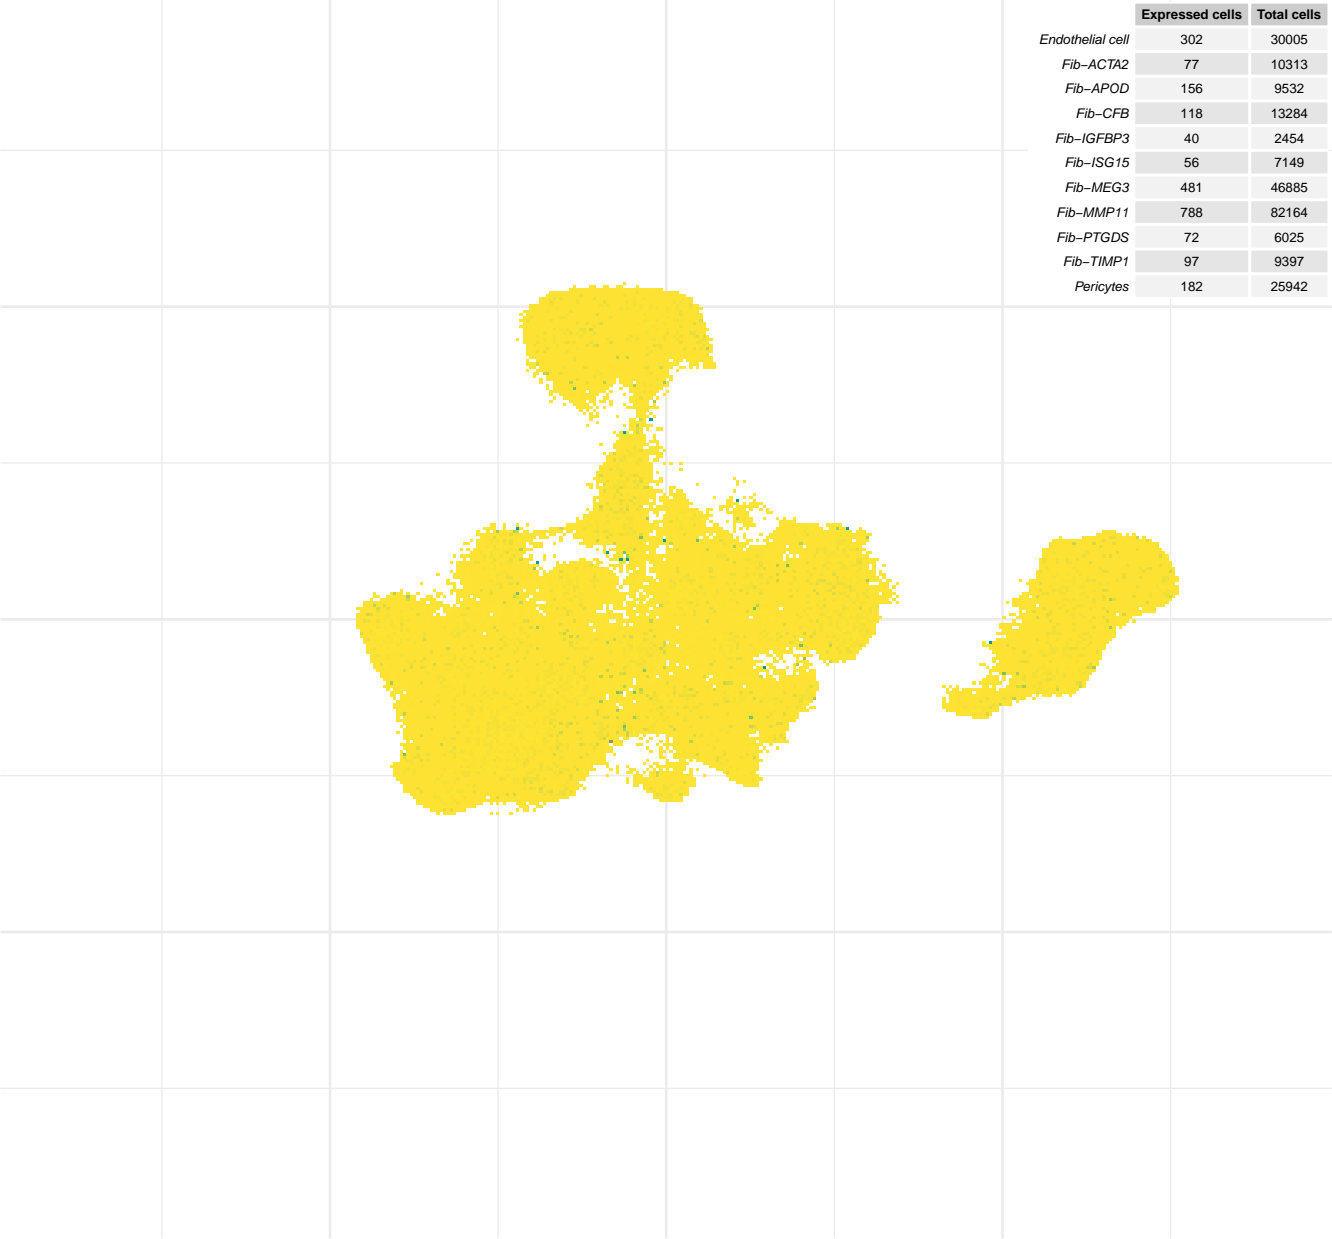 Expressed cells Total cells
Endothelial cell 302 30005
Fib−ACTA2 77 10313
Fib−APOD 156 9532
Fib−CFB 118 13284
Fib−IGFBP3 40 2454
Fib−ISG15 56 7149
Fib−MEG3 481 46885
Fib−MMP11 788 82164
Fib−PTGDS 72 6025
Fib−TIMP1 97 9397
Pericytes 182 25942